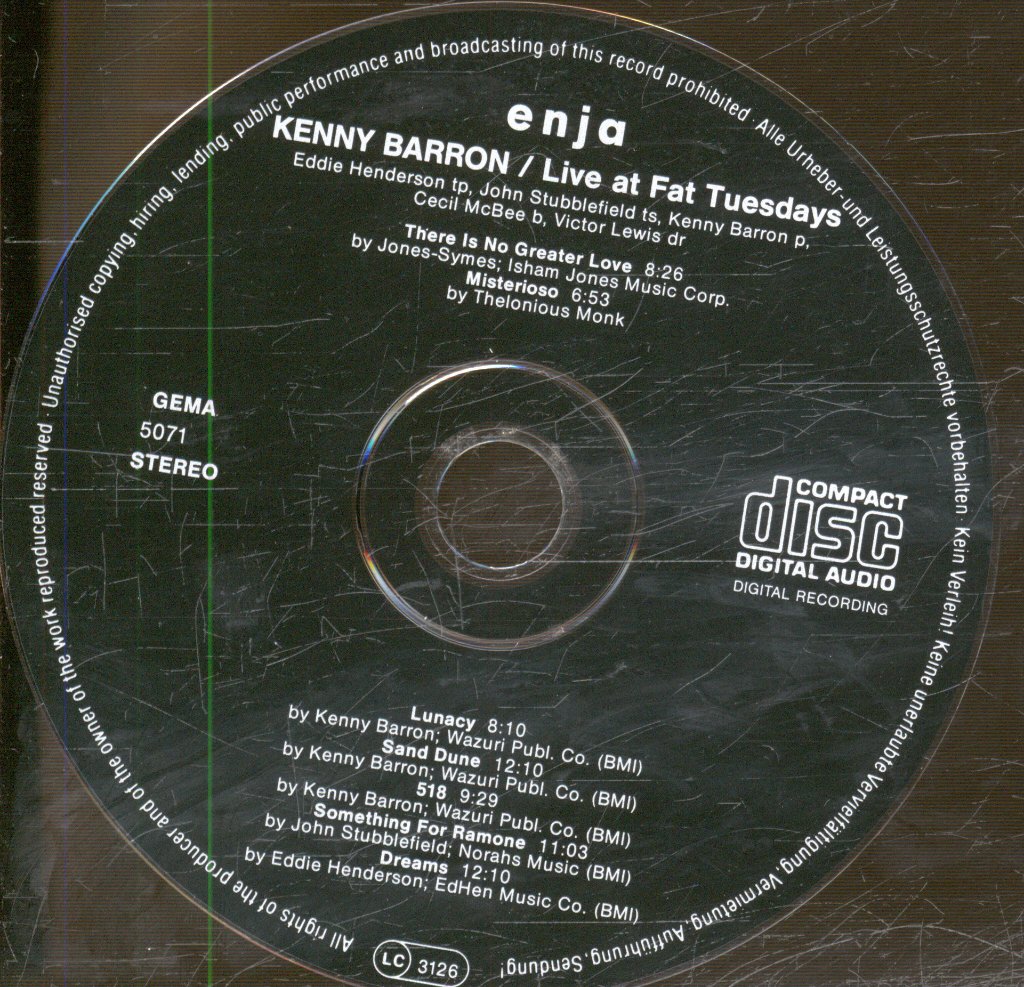 enja
KENNY BARRON / Live at Fat Tuesdays
Eddie Henderson tp, John Stubblefield ts, Kenny Barron p,
Cecil McBee b, Victor Lewis dr
There Is No Greater Love 8:26
by Jones-Symes; Isham Jones Music Corp.
Misterioso 6:53
by Thelonious Monk
GEMA
5071
STEREO
COMPACT
disc
DIGITAL AUDIO
DIGITAL RECORDING
Lunacy 8:10
by Kenny Barron; Wazuri Publ. Co. (BMI)
Sand Dune 12:10
by Kenny Barron; Wazuri Publ. Co. (BMI)
518 9:29
by Kenny Barron; Wazuri Publ. Co. (BMI)
Something For Ramone 11:03
by John Stubblefield; Norahs Music (BMI)
Dreams 12:10
by Eddie Henderson; EdHen Music Co. (BMI)
LC 3126
All rights of the producer and of the owner of the work reproduced reserved · Unauthorised copying, hiring, lending, public performance and broadcasting of this record prohibited · Alle Urheber- und Leistungsschutzrechte vorbehalten · Kein Verleih! Keine unerlaubte Vervielfältigung, Vermietung, Aufführung, Sendung!